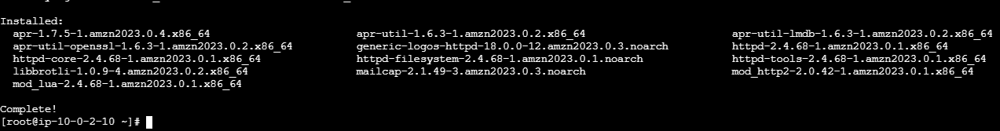 Installed:
apr-1.7.5-1.amzn2023.0.4.x86_64 apr-util-1.6.3-1.amzn2023.0.2.x86_64 apr-util-lmdb-1.6.3-1.amzn2023.0.2.x86_64
apr-util-openssl-1.6.3-1.amzn2023.0.2.x86_64 generic-logos-httpd-18.0.0-12.amzn2023.0.3.noarch httpd-2.4.68-1.amzn2023.0.1.x86_64
httpd-core-2.4.68-1.amzn2023.0.1.x86_64 httpd-filesystem-2.4.68-1.amzn2023.0.1.noarch httpd-tools-2.4.68-1.amzn2023.0.1.x86_64
libbrotli-1.0.9-4.amzn2023.0.2.x86_64 mailcap-2.1.49-3.amzn2023.0.3.noarch mod_http2-2.0.42-1.amzn2023.0.1.x86_64
mod_lua-2.4.68-1.amzn2023.0.1.x86_64
Complete!
[root@ip-10-0-2-10 ~]#